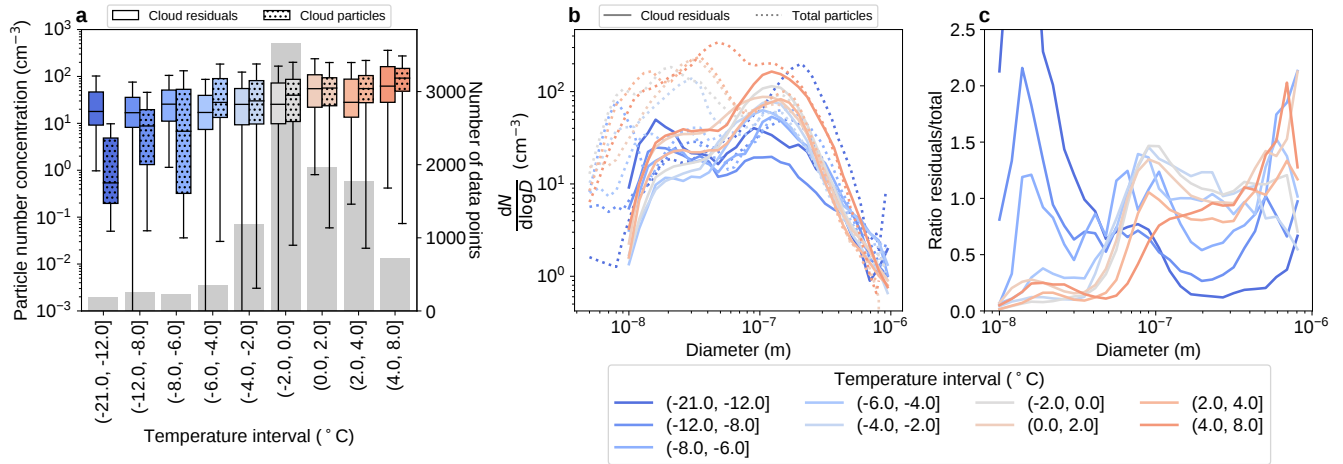 a
Cloud residuals
Cloud particles
Particle number concentration (cm⁻³)
10³
10²
10¹
10⁰
10⁻¹
10⁻²
10⁻³
3000
2000
1000
0
Number of data points
(-21.0, -12.0]
(-12.0, -8.0]
(-8.0, -6.0]
(-6.0, -4.0]
(-4.0, -2.0]
(-2.0, 0.0]
(0.0, 2.0]
(2.0, 4.0]
(4.0, 8.0]
Temperature interval (°C)
b
Cloud residuals
Total particles
dN
dlogD
(cm⁻³)
10²
10¹
10⁰
10⁻⁸
10⁻⁷
10⁻⁶
Diameter (m)
c
Ratio residuals/total
2.5
2.0
1.5
1.0
0.5
0.0
10⁻⁸
10⁻⁷
10⁻⁶
Diameter (m)
Temperature interval (°C)
(-21.0, -12.0]
(-12.0, -8.0]
(-8.0, -6.0]
(-6.0, -4.0]
(-4.0, -2.0]
(-2.0, 0.0]
(0.0, 2.0]
(2.0, 4.0]
(4.0, 8.0]